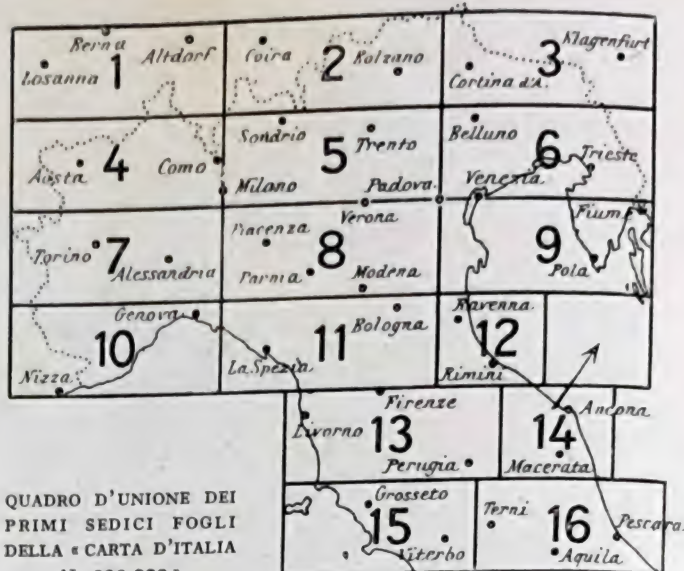 Berna
Altdorf
Losanna
1
Coira
2
Bolzano
Klagenfurt
3
Cortina d'A.
Aosta
4
Como
Sondrio
5
Trento
Milano
Padova
Verona
Belluno
6
Trieste
Venezia
Fiume
Torino
7
Alessandria
Piacenza
8
Parma
Modena
9
Pola
Genova
10
Nizza
Bologna
11
La Spezia
Ravenna
12
Rimini
Firenze
Livorno
13
Perugia
Ancona
14
Macerata
Grosseto
15
Viterbo
Terni
16
Pescara
Aquila
QUADRO D'UNIONE DEI
PRIMI SEDICI FOGLI
DELLA « CARTA D'ITALIA